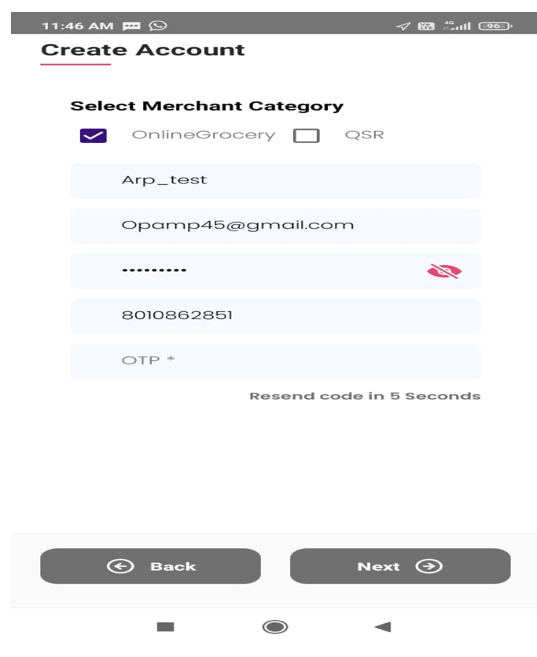 11:46 AM 4G 96
Create Account
Select Merchant Category
OnlineGrocery QSR
Arp_test
Opamp45@gmail.com
•••••••••
8010862851
OTP *
Resend code in 5 Seconds
Back Next